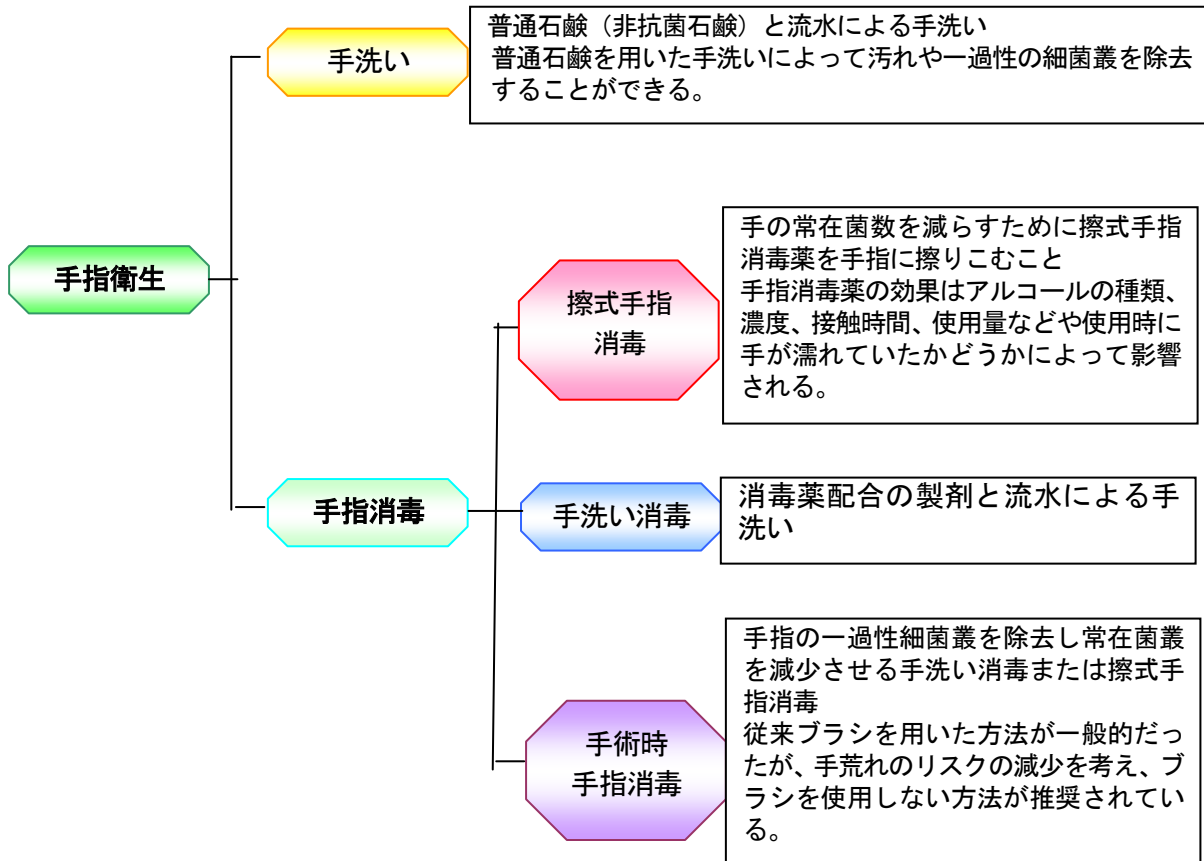 手洗い
普通石鹸（非抗菌石鹸）と流水による手洗い
普通石鹸を用いた手洗いによって汚れや一過性の細菌叢を除去
することができる。
手指衛生
擦式手指
消毒
手の常在菌数を減らすために擦式手指
消毒薬を手指に擦りこむこと
手指消毒薬の効果はアルコールの種類、
濃度、接触時間、使用量などや使用時に
手が濡れていたかどうかによって影響
される。
手指消毒
手洗い消毒
消毒薬配合の製剤と流水による手
洗い
手術時
手指消毒
手指の一過性細菌叢を除去し常在菌叢
を減少させる手洗い消毒または擦式手
指消毒
従来ブラシを用いた方法が一般的だっ
たが、手荒れのリスクの減少を考え、ブ
ラシを使用しない方法が推奨されてい
る。